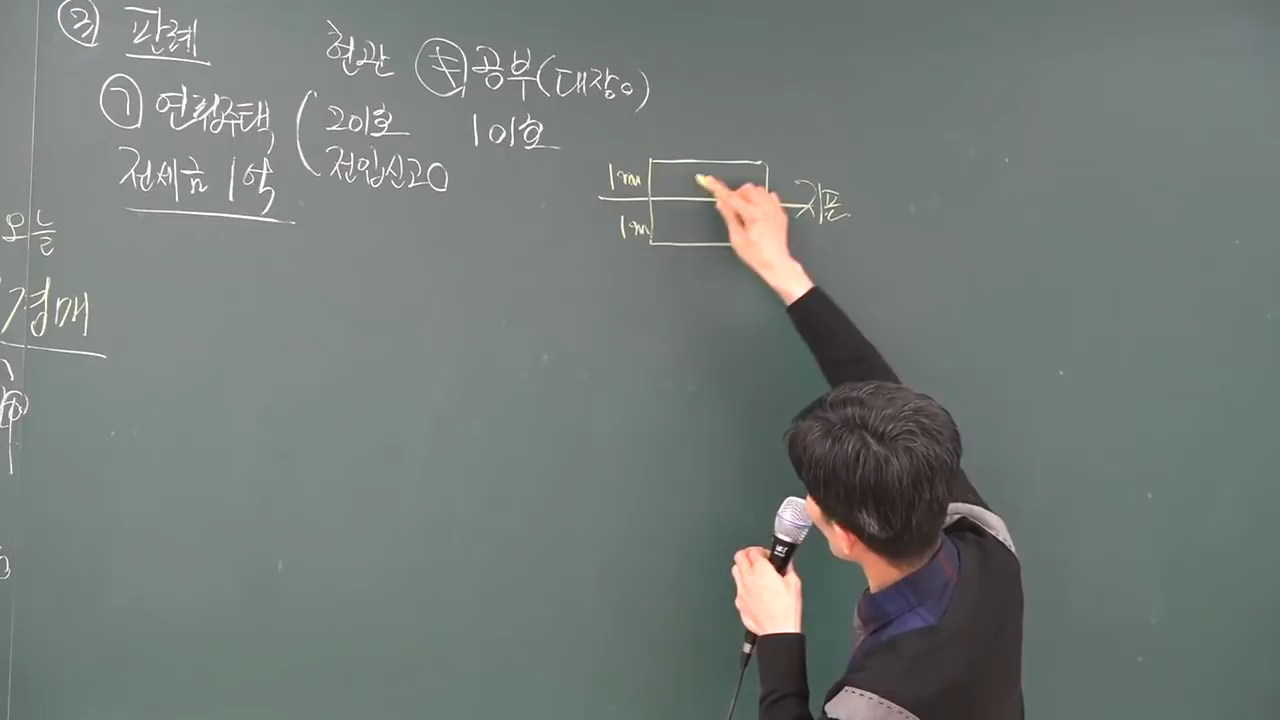 ② 판례
현관 ≠ 공부(대장O)
㉠ 연립주택 201호 101호
전세금 1억 전입신고O
1m
지표
1m
오늘
경매